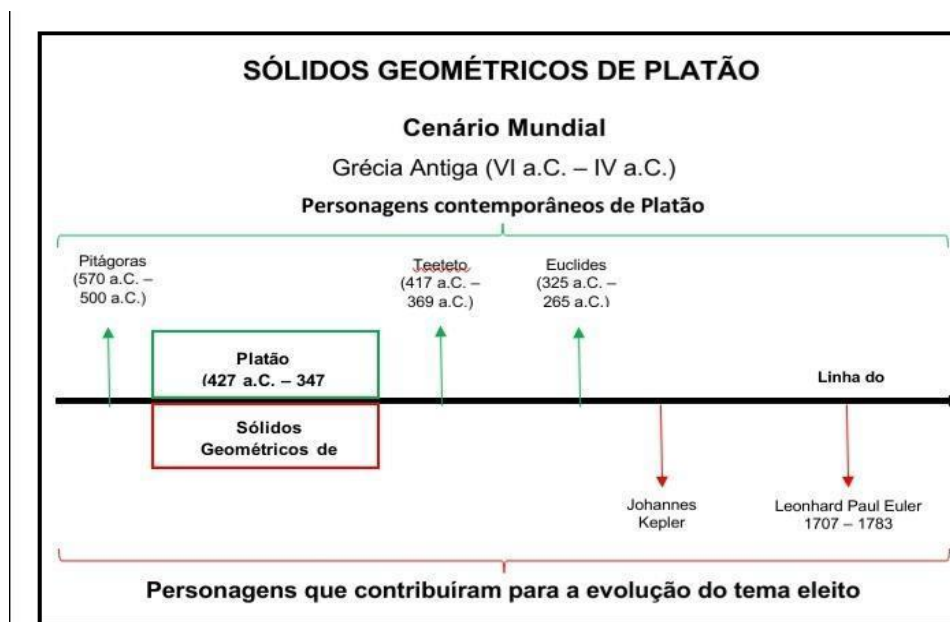 SÓLIDOS GEOMÉTRICOS DE PLATÃO
Cenário Mundial
Grécia Antiga (VI a.C. – IV a.C.)
Personagens contemporâneos de Platão
Pitágoras
(570 a.C. –
500 a.C.)
Teeteto
(417 a.C. –
369 a.C.)
Euclides
(325 a.C. –
265 a.C.)
Platão
(427 a.C. – 347
Linha do
Sólidos
Geométricos de
Johannes
Kepler
Leonhard Paul Euler
1707 – 1783
Personagens que contribuíram para a evolução do tema eleito